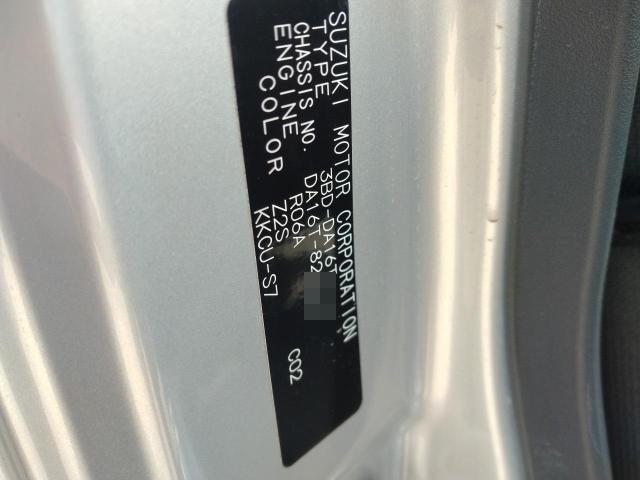 SUZUKI MOTOR CORPORATION
TYPE 3BD-DA16T
CHASSIS NO. DA16T-82
ENGINE R06A
COLOR Z2S
KKCU-S7 C02